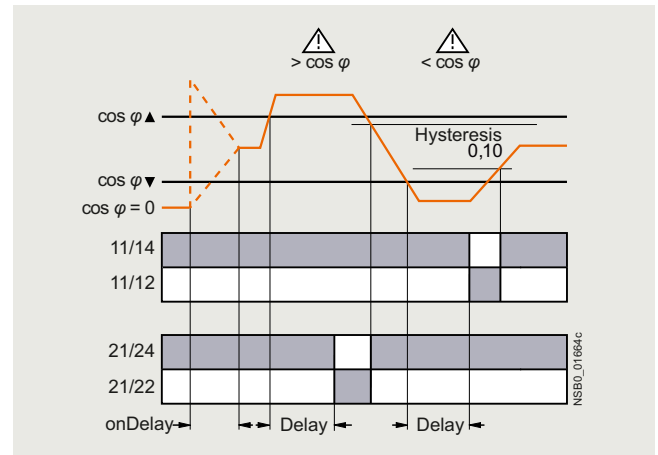 > cos φ
< cos φ
cos φ ▲
Hysteresis
0,10
cos φ ▼
cos φ = 0
11/14
11/12
21/24
21/22
onDelay
Delay
Delay
NSB0_01664c